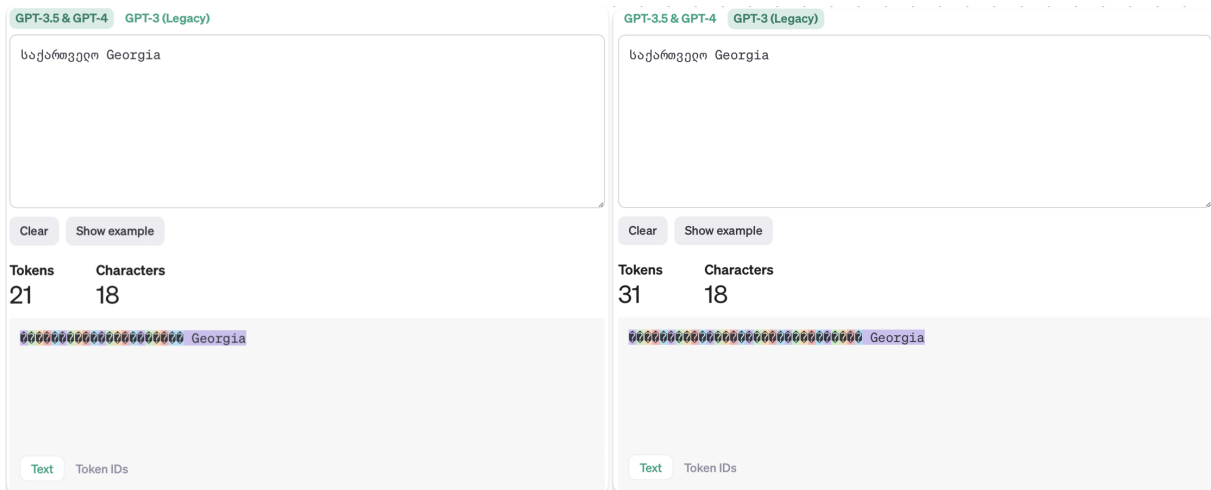 GPT-3.5 & GPT-4 GPT-3 (Legacy)
საქართველო Georgia
Clear Show example
Tokens Characters
21 18
��������������������� Georgia
Text Token IDs
GPT-3.5 & GPT-4 GPT-3 (Legacy)
საქართველო Georgia
Clear Show example
Tokens Characters
31 18
������������������������������ Georgia
Text Token IDs